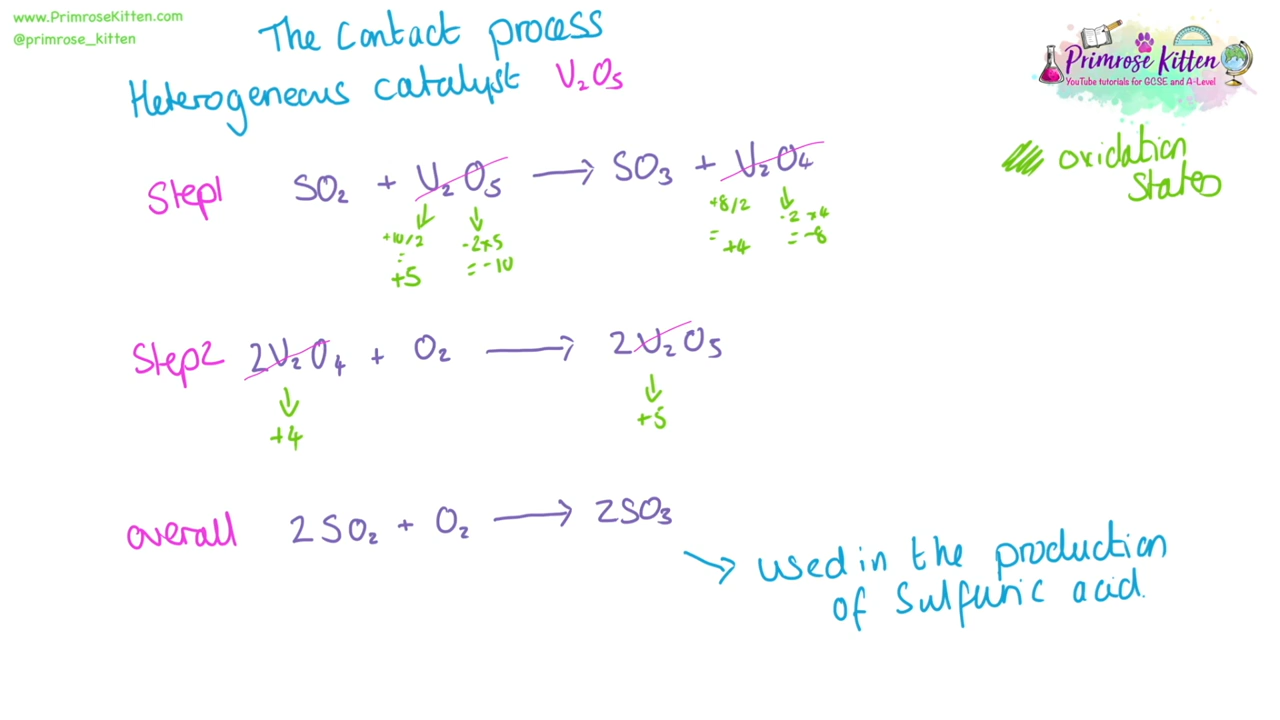 www.PrimroseKitten.com
@primrose_kitten
The Contact process
Heterogeneous catalyst V₂O₅
Primrose Kitten
YouTube tutorials for GCSE and A-Level
oxidation
states
Step1 SO₂ + V₂O₅ → SO₃ + V₂O₄
+10/2 -2×5 +8/2 -2 ×4
= = -10 = = -8
+5 +4
Step2 2V₂O₄ + O₂ → 2V₂O₅
+4 +5
overall 2SO₂ + O₂ → 2SO₃
→ used in the production
of Sulfuric acid.